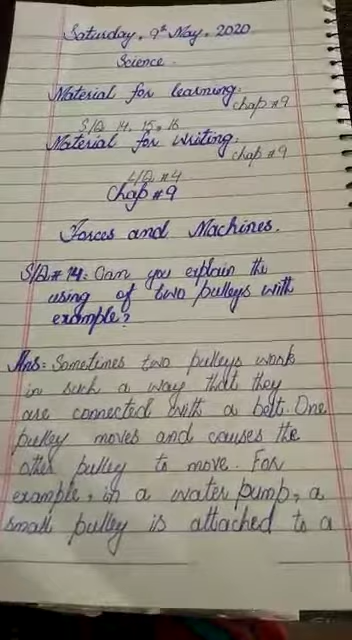 Saturday, 9th May, 2020
Science.
Material for learning:
chap #9
S/Q 14, 15, 16
Material for writing:
chap #9
L/Q #4
Chap #9
Forces and Machines.
S/Q# 14: Can you explain the
using of two pulleys with
example?
Ans: Sometimes two pulleys work
in such a way that they
are connected with a belt. One
pulley moves and causes the
other pulley to move. For
example, in a water pump, a
small pulley is attached to a